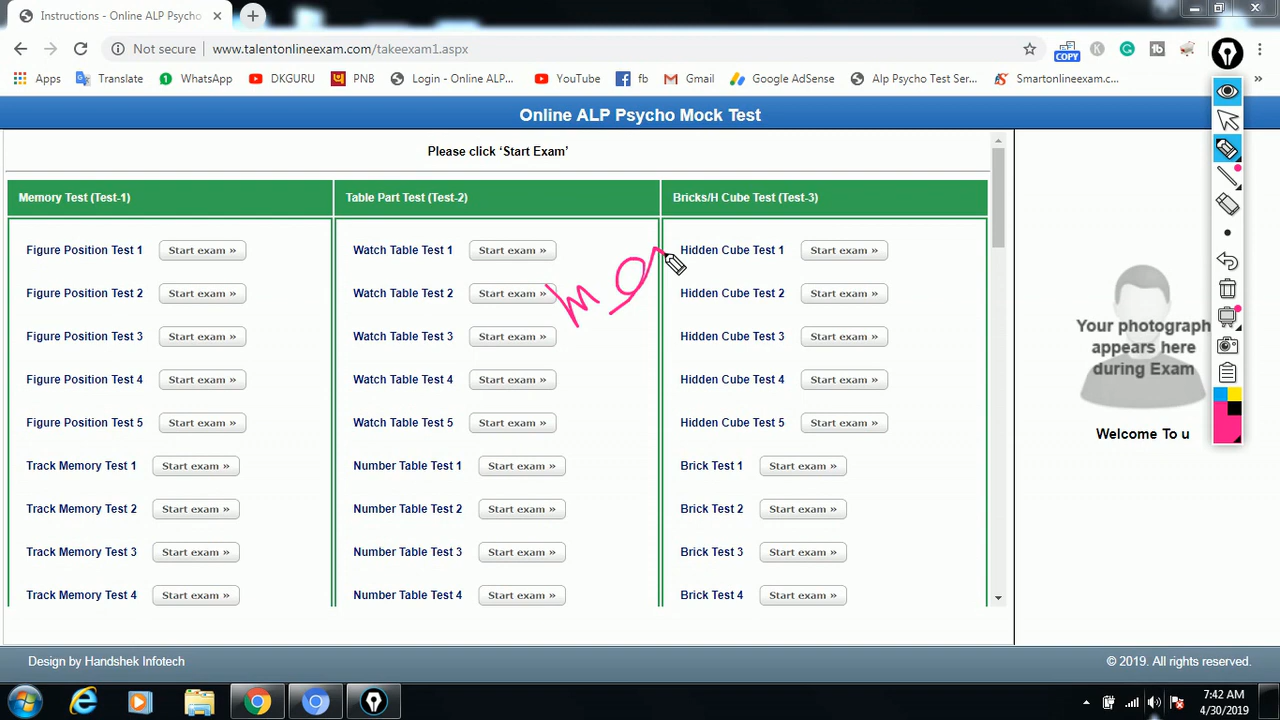 Instructions - Online ALP Psycho
Not secure | www.talentonlineexam.com/takeexam1.aspx
COPY
Apps Translate WhatsApp DKGURU PNB Login - Online ALP... YouTube fb Gmail Google AdSense Alp Psycho Test Ser... Smartonlineexam.c...
Online ALP Psycho Mock Test
Please click ‘Start Exam’
Memory Test (Test-1) Table Part Test (Test-2) Bricks/H Cube Test (Test-3)
Figure Position Test 1 Start exam » Watch Table Test 1 Start exam » Hidden Cube Test 1 Start exam »
Figure Position Test 2 Start exam » Watch Table Test 2 Start exam » Hidden Cube Test 2 Start exam »
Figure Position Test 3 Start exam » Watch Table Test 3 Start exam » Hidden Cube Test 3 Start exam »
Figure Position Test 4 Start exam » Watch Table Test 4 Start exam » Hidden Cube Test 4 Start exam »
Figure Position Test 5 Start exam » Watch Table Test 5 Start exam » Hidden Cube Test 5 Start exam »
Track Memory Test 1 Start exam » Number Table Test 1 Start exam » Brick Test 1 Start exam »
Track Memory Test 2 Start exam » Number Table Test 2 Start exam » Brick Test 2 Start exam »
Track Memory Test 3 Start exam » Number Table Test 3 Start exam » Brick Test 3 Start exam »
Track Memory Test 4 Start exam » Number Table Test 4 Start exam » Brick Test 4 Start exam »
Your photograph
appears here
during Exam
Welcome To u
Design by Handshek Infotech © 2019. All rights reserved.
7:42 AM
4/30/2019